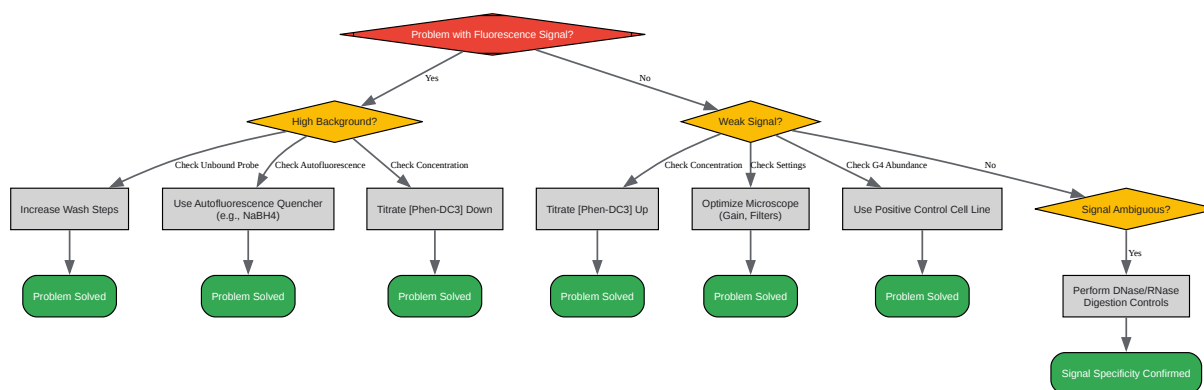 Problem with Fluorescence Signal?
Yes
No
High Background?
Weak Signal?
Check Unbound Probe
Check Autofluorescence
Check Concentration
Check Concentration
Check Settings
Check G4 Abundance
No
Increase Wash Steps
Use Autofluorescence Quencher
(e.g., NaBH4)
Titrate [Phen-DC3] Down
Titrate [Phen-DC3] Up
Optimize Microscope
(Gain, Filters)
Use Positive Control Cell Line
Signal Ambiguous?
Yes
Problem Solved
Problem Solved
Problem Solved
Problem Solved
Problem Solved
Problem Solved
Perform DNase/RNase
Digestion Controls
Signal Specificity Confirmed